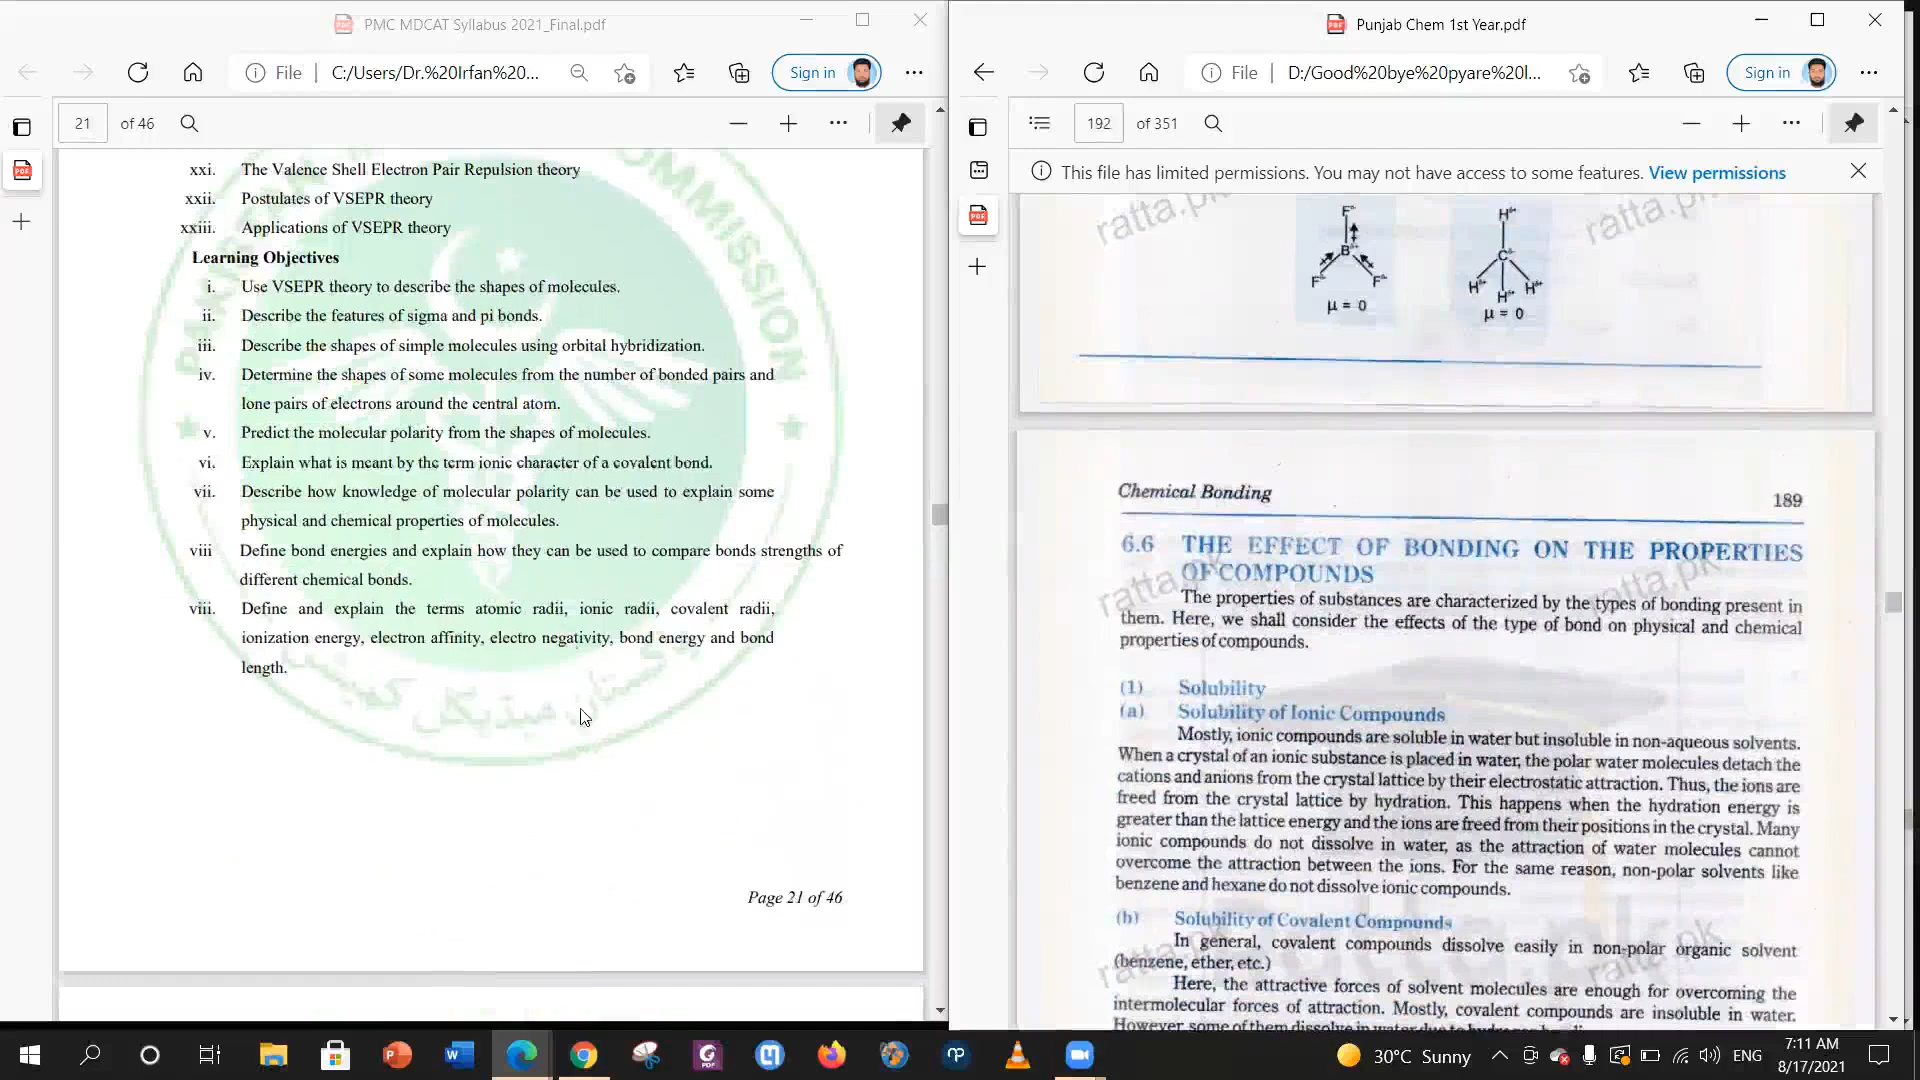 PMC MDCAT Syllabus 2021_Final.pdf
File
C:/Users/Dr.%20Irfan%20...
Sign in
21
of 46
xxi. The Valence Shell Electron Pair Repulsion theory
xxii. Postulates of VSEPR theory
xxiii. Applications of VSEPR theory
Learning Objectives
i. Use VSEPR theory to describe the shapes of molecules.
ii. Describe the features of sigma and pi bonds.
iii. Describe the shapes of simple molecules using orbital hybridization.
iv. Determine the shapes of some molecules from the number of bonded pairs and
lone pairs of electrons around the central atom.
v. Predict the molecular polarity from the shapes of molecules.
vi. Explain what is meant by the term ionic character of a covalent bond.
vii. Describe how knowledge of molecular polarity can be used to explain some
physical and chemical properties of molecules.
viii Define bond energies and explain how they can be used to compare bonds strengths of
different chemical bonds.
viii. Define and explain the terms atomic radii, ionic radii, covalent radii,
ionization energy, electron affinity, electro negativity, bond energy and bond
length.
COMMISSION
Page 21 of 46
Punjab Chem 1st Year.pdf
File
D:/Good%20bye%20pyare%20l...
Sign in
192
of 351
This file has limited permissions. You may not have access to some features. View permissions
ratta.pk
ratta.pk
F B F F
μ = 0
H C H H H
μ = 0
Chemical Bonding
189
6.6 THE EFFECT OF BONDING ON THE PROPERTIES
OF COMPOUNDS
The properties of substances are characterized by the types of bonding present in
them. Here, we shall consider the effects of the type of bond on physical and chemical
properties of compounds.
(1) Solubility
(a) Solubility of Ionic Compounds
Mostly, ionic compounds are soluble in water but insoluble in non-aqueous solvents.
When a crystal of an ionic substance is placed in water, the polar water molecules detach the
cations and anions from the crystal lattice by their electrostatic attraction. Thus, the ions are
freed from the crystal lattice by hydration. This happens when the hydration energy is
greater than the lattice energy and the ions are freed from their positions in the crystal. Many
ionic compounds do not dissolve in water, as the attraction of water molecules cannot
overcome the attraction between the ions. For the same reason, non-polar solvents like
benzene and hexane do not dissolve ionic compounds.
(b) Solubility of Covalent Compounds
In general, covalent compounds dissolve easily in non-polar organic solvent
(benzene, ether, etc.)
Here, the attractive forces of solvent molecules are enough for overcoming the
intermolecular forces of attraction. Mostly, covalent compounds are insoluble in water.
However some of them dissolve in water due to hydrogen
30°C Sunny
ENG
7:11 AM
8/17/2021